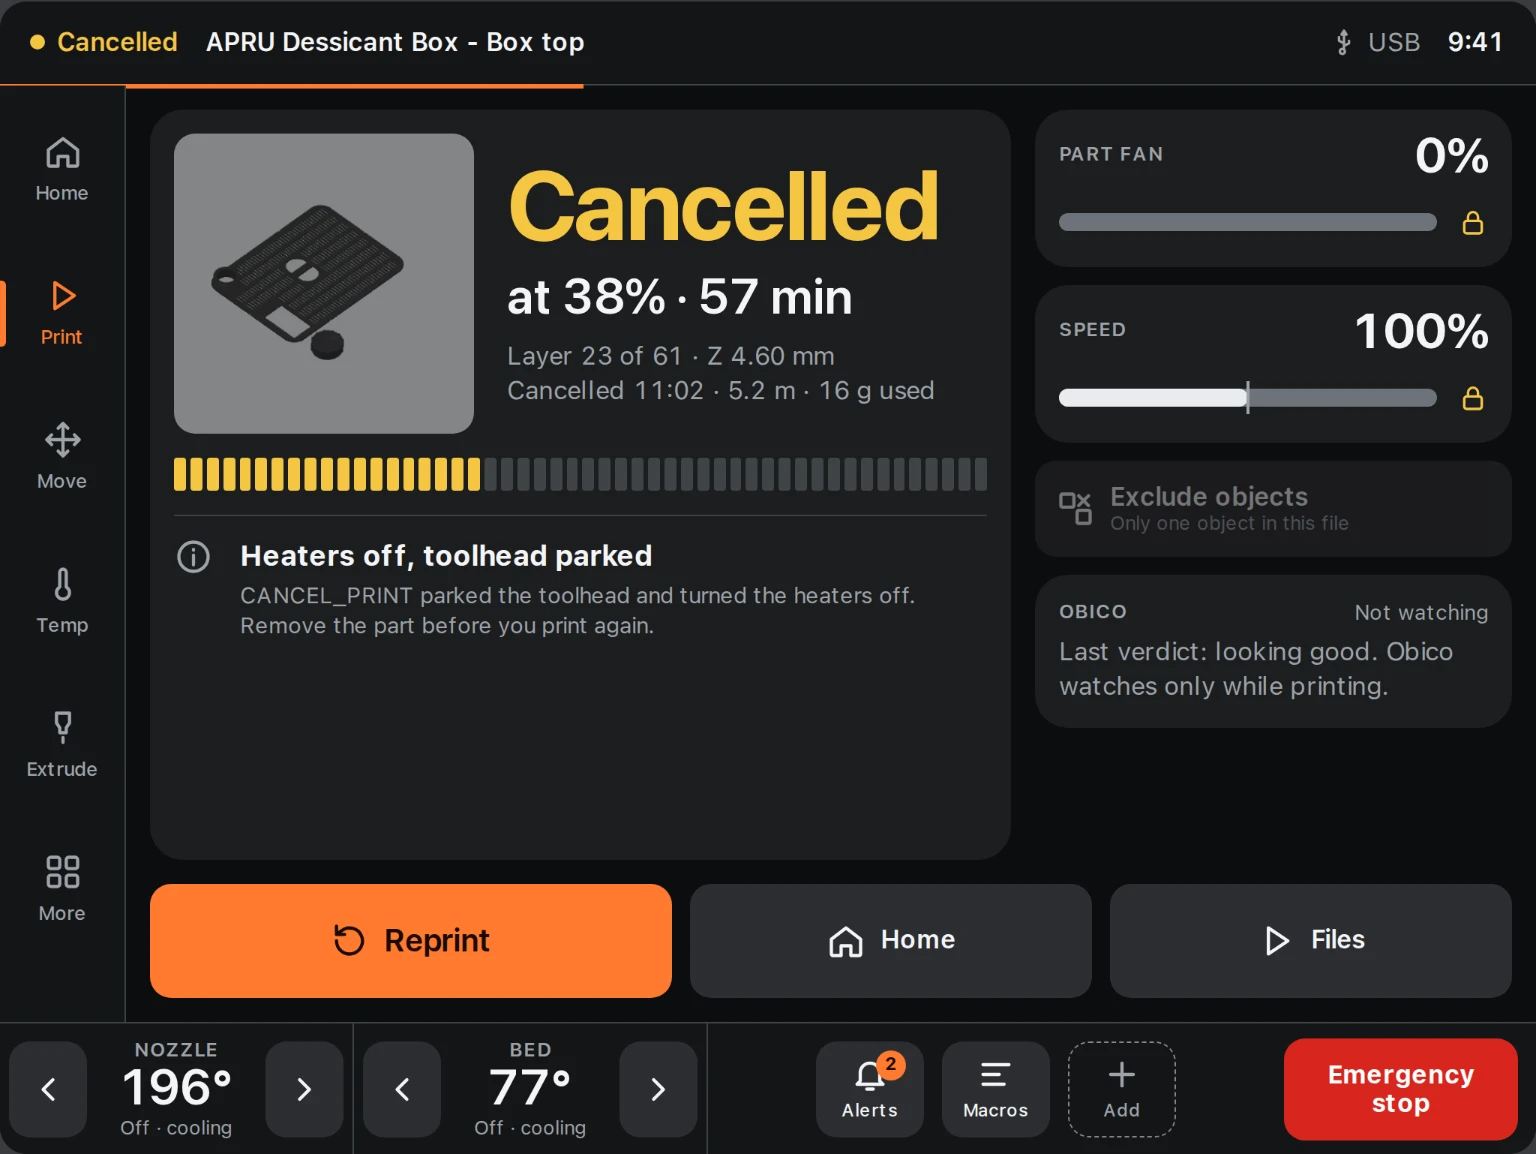 Cancelled APRU Dessicant Box - Box top
USB 9:41
Home
Print
Move
Temp
Extrude
More
Cancelled
at 38% · 57 min
Layer 23 of 61 · Z 4.60 mm
Cancelled 11:02 · 5.2 m · 16 g used
Heaters off, toolhead parked
CANCEL_PRINT parked the toolhead and turned the heaters off.
Remove the part before you print again.
PART FAN 0%
SPEED 100%
Exclude objects
Only one object in this file
OBICO Not watching
Last verdict: looking good. Obico
watches only while printing.
Reprint
Home
Files
NOZZLE
196°
Off · cooling
BED
77°
Off · cooling
2
Alerts
Macros
Add
Emergency
stop